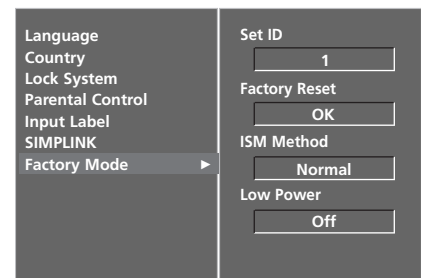 Language
Country
Lock System
Parental Control
Input Label
SIMPLINK
Factory Mode ►
Set ID
1
Factory Reset
OK
ISM Method
Normal
Low Power
Off